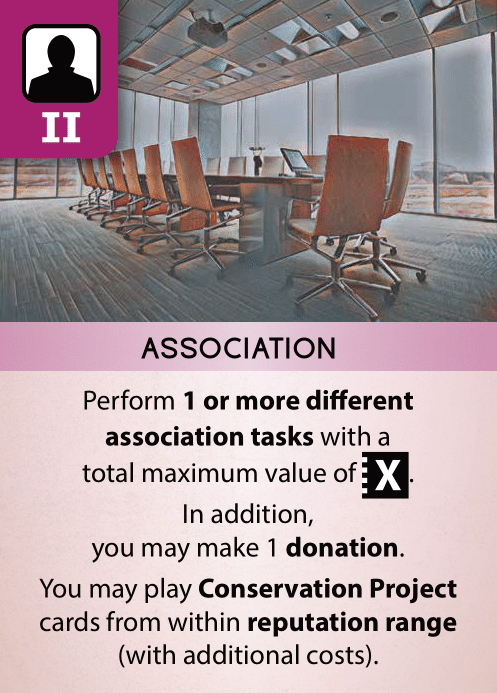 II
ASSOCIATION
Perform 1 or more different
association tasks with a
total maximum value of X.
In addition,
you may make 1 donation.
You may play Conservation Project
cards from within reputation range
(with additional costs).